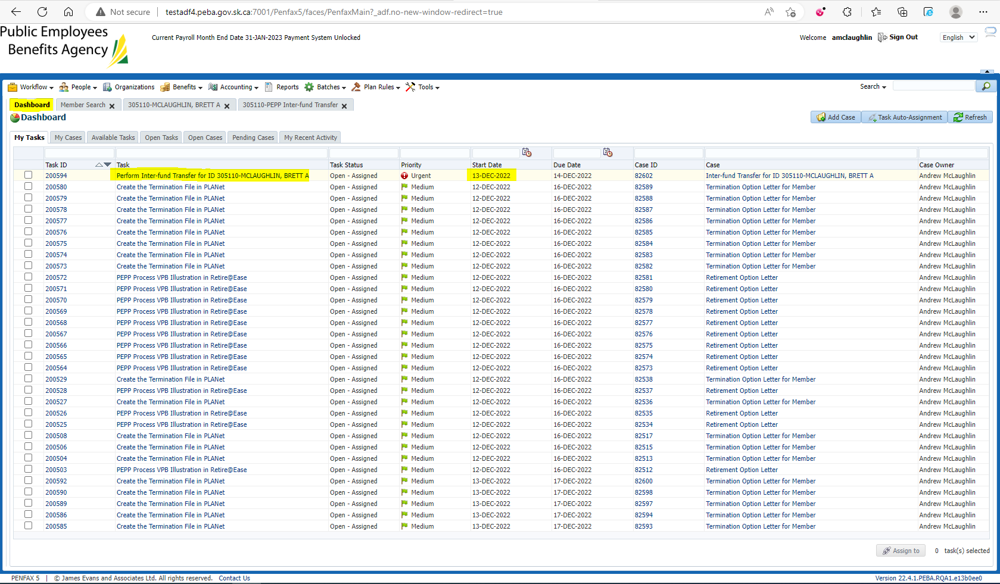 Not secure | testadf4.peba.gov.sk.ca:7001/Penfax5/faces/PenfaxMain?_adf.no-new-window-redirect=true
Public Employees
Benefits Agency
Current Payroll Month End Date 31-JAN-2023 Payment System Unlocked
Welcome amclaughlin Sign Out English
Workflow People Organizations Benefits Accounting Reports Batches Plan Rules Tools Search
Dashboard Member Search 305110-MCLAUGHLIN, BRETT A 305110-PEPP Inter-fund Transfer
Dashboard Add Case Task Auto-Assignment Refresh
My Tasks My Cases Available Tasks Open Tasks Open Cases Pending Cases My Recent Activity
Task ID Task Task Status Priority Start Date Due Date Case ID Case Case Owner
200594 Perform Inter-fund Transfer for ID 305110-MCLAUGHLIN, BRETT A Open - Assigned Urgent 13-DEC-2022 14-DEC-2022 82602 Inter-fund Transfer for ID 305110-MCLAUGHLIN, BRETT A Andrew McLaughlin
200580 Create the Termination File in PLANet Open - Assigned Medium 12-DEC-2022 16-DEC-2022 82589 Termination Option Letter for Member Andrew McLaughlin
200579 Create the Termination File in PLANet Open - Assigned Medium 12-DEC-2022 16-DEC-2022 82588 Termination Option Letter for Member Andrew McLaughlin
200578 Create the Termination File in PLANet Open - Assigned Medium 12-DEC-2022 16-DEC-2022 82587 Termination Option Letter for Member Andrew McLaughlin
200577 Create the Termination File in PLANet Open - Assigned Medium 12-DEC-2022 16-DEC-2022 82586 Termination Option Letter for Member Andrew McLaughlin
200576 Create the Termination File in PLANet Open - Assigned Medium 12-DEC-2022 16-DEC-2022 82585 Termination Option Letter for Member Andrew McLaughlin
200575 Create the Termination File in PLANet Open - Assigned Medium 12-DEC-2022 16-DEC-2022 82584 Termination Option Letter for Member Andrew McLaughlin
200574 Create the Termination File in PLANet Open - Assigned Medium 12-DEC-2022 16-DEC-2022 82583 Termination Option Letter for Member Andrew McLaughlin
200573 Create the Termination File in PLANet Open - Assigned Medium 12-DEC-2022 16-DEC-2022 82582 Termination Option Letter for Member Andrew McLaughlin
200572 PEPP Process VPB Illustration in Retire@Ease Open - Assigned Medium 12-DEC-2022 16-DEC-2022 82581 Retirement Option Letter Andrew McLaughlin
200571 PEPP Process VPB Illustration in Retire@Ease Open - Assigned Medium 12-DEC-2022 16-DEC-2022 82580 Retirement Option Letter Andrew McLaughlin
200570 PEPP Process VPB Illustration in Retire@Ease Open - Assigned Medium 12-DEC-2022 16-DEC-2022 82579 Retirement Option Letter Andrew McLaughlin
200569 PEPP Process VPB Illustration in Retire@Ease Open - Assigned Medium 12-DEC-2022 16-DEC-2022 82578 Retirement Option Letter Andrew McLaughlin
200568 PEPP Process VPB Illustration in Retire@Ease Open - Assigned Medium 12-DEC-2022 16-DEC-2022 82577 Retirement Option Letter Andrew McLaughlin
200567 PEPP Process VPB Illustration in Retire@Ease Open - Assigned Medium 12-DEC-2022 16-DEC-2022 82576 Retirement Option Letter Andrew McLaughlin
200566 PEPP Process VPB Illustration in Retire@Ease Open - Assigned Medium 12-DEC-2022 16-DEC-2022 82575 Retirement Option Letter Andrew McLaughlin
200565 PEPP Process VPB Illustration in Retire@Ease Open - Assigned Medium 12-DEC-2022 16-DEC-2022 82574 Retirement Option Letter Andrew McLaughlin
200564 PEPP Process VPB Illustration in Retire@Ease Open - Assigned Medium 12-DEC-2022 16-DEC-2022 82573 Retirement Option Letter Andrew McLaughlin
200529 Create the Termination File in PLANet Open - Assigned Medium 12-DEC-2022 16-DEC-2022 82538 Termination Option Letter for Member Andrew McLaughlin
200528 PEPP Process VPB Illustration in Retire@Ease Open - Assigned Medium 12-DEC-2022 16-DEC-2022 82537 Retirement Option Letter Andrew McLaughlin
200527 Create the Termination File in PLANet Open - Assigned Medium 12-DEC-2022 16-DEC-2022 82536 Termination Option Letter for Member Andrew McLaughlin
200526 PEPP Process VPB Illustration in Retire@Ease Open - Assigned Medium 12-DEC-2022 16-DEC-2022 82535 Retirement Option Letter Andrew McLaughlin
200525 PEPP Process VPB Illustration in Retire@Ease Open - Assigned Medium 12-DEC-2022 16-DEC-2022 82534 Retirement Option Letter Andrew McLaughlin
200508 Create the Termination File in PLANet Open - Assigned Medium 12-DEC-2022 16-DEC-2022 82517 Termination Option Letter for Member Andrew McLaughlin
200506 Create the Termination File in PLANet Open - Assigned Medium 12-DEC-2022 16-DEC-2022 82515 Termination Option Letter for Member Andrew McLaughlin
200504 Create the Termination File in PLANet Open - Assigned Medium 12-DEC-2022 16-DEC-2022 82513 Termination Option Letter for Member Andrew McLaughlin
200503 PEPP Process VPB Illustration in Retire@Ease Open - Assigned Medium 12-DEC-2022 16-DEC-2022 82512 Retirement Option Letter Andrew McLaughlin
200592 Create the Termination File in PLANet Open - Assigned Medium 13-DEC-2022 17-DEC-2022 82600 Termination Option Letter for Member Andrew McLaughlin
200590 Create the Termination File in PLANet Open - Assigned Medium 13-DEC-2022 17-DEC-2022 82598 Termination Option Letter for Member Andrew McLaughlin
200589 Create the Termination File in PLANet Open - Assigned Medium 13-DEC-2022 17-DEC-2022 82597 Termination Option Letter for Member Andrew McLaughlin
200586 Create the Termination File in PLANet Open - Assigned Medium 13-DEC-2022 17-DEC-2022 82594 Termination Option Letter for Member Andrew McLaughlin
200585 Create the Termination File in PLANet Open - Assigned Medium 13-DEC-2022 17-DEC-2022 82593 Termination Option Letter for Member Andrew McLaughlin
Assign to 0 task(s) selected
PENFAX 5 | © James Evans and Associates Ltd. All rights reserved. Contact Us Version 22.4.1.PEBA.RQA1.e13b0ee0